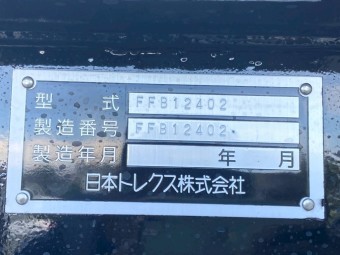 型式 FFB12402
製造番号 FFB12402
製造年月 年 月
日本トレクス株式会社